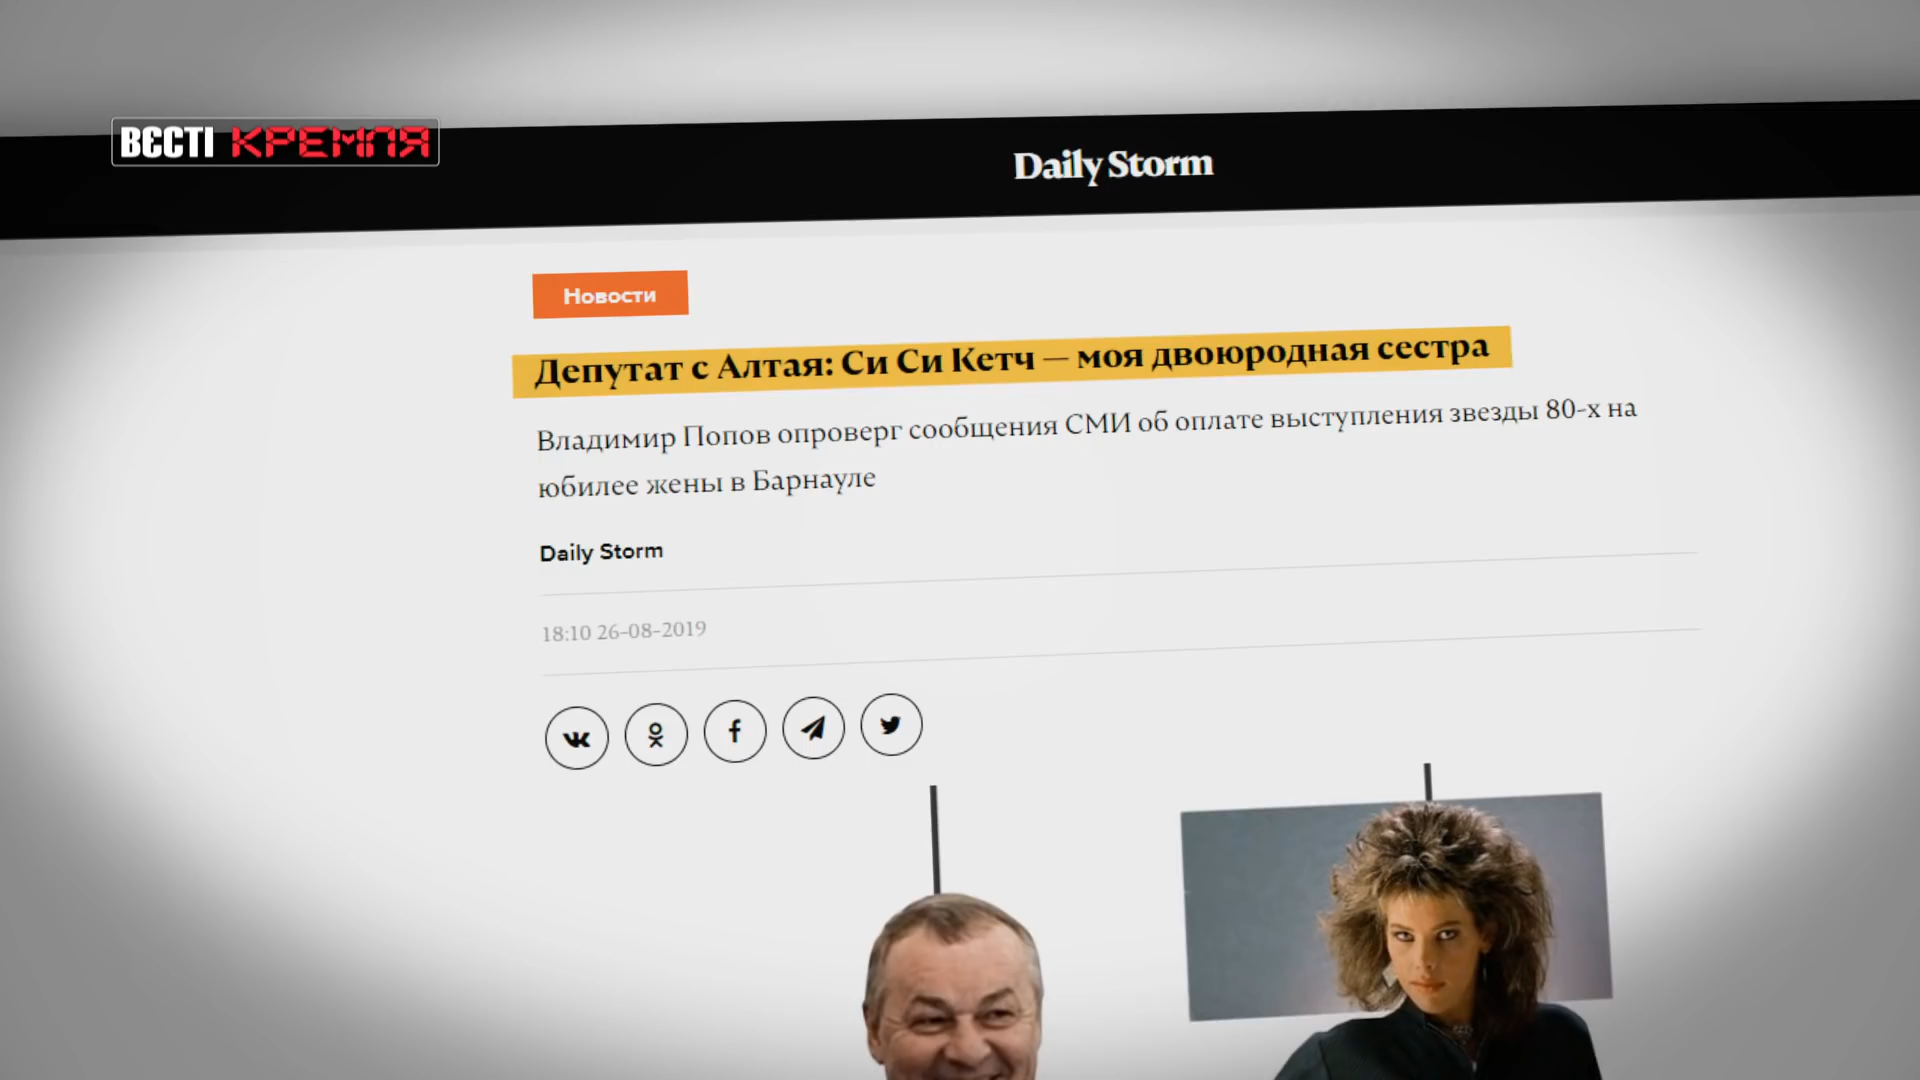 ВЄСТІ КРЕМЛЯ
Daily Storm
Новости
Депутат с Алтая: Си Си Кетч — моя двоюродная сестра
Владимир Попов опроверг сообщения СМИ об оплате выступления звезды 80-х на
юбилее жены в Барнауле
Daily Storm
18:10 26-08-2019